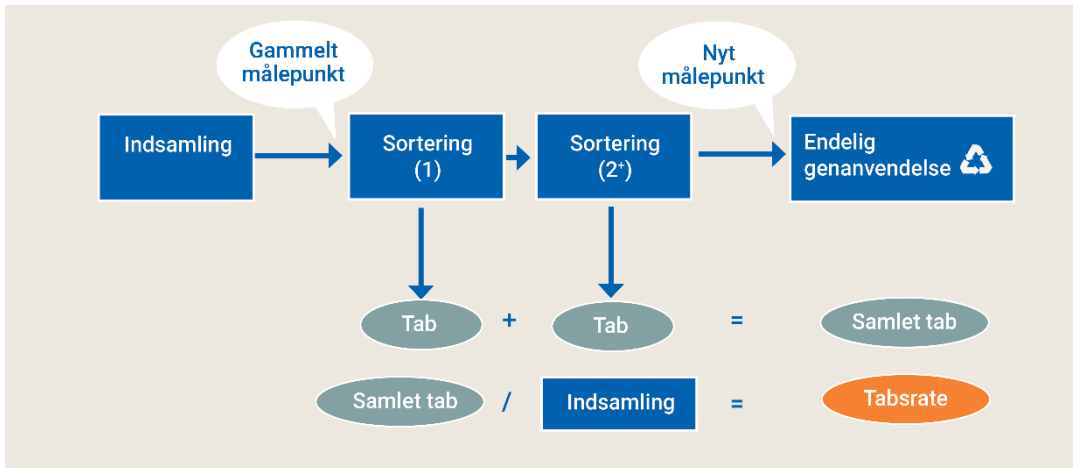 Gammelt
målepunkt
Nyt
målepunkt
Indsamling
Sortering
(1)
Sortering
(2⁺)
Endelig
genanvendelse
Tab + Tab = Samlet tab
Samlet tab / Indsamling = Tabsrate